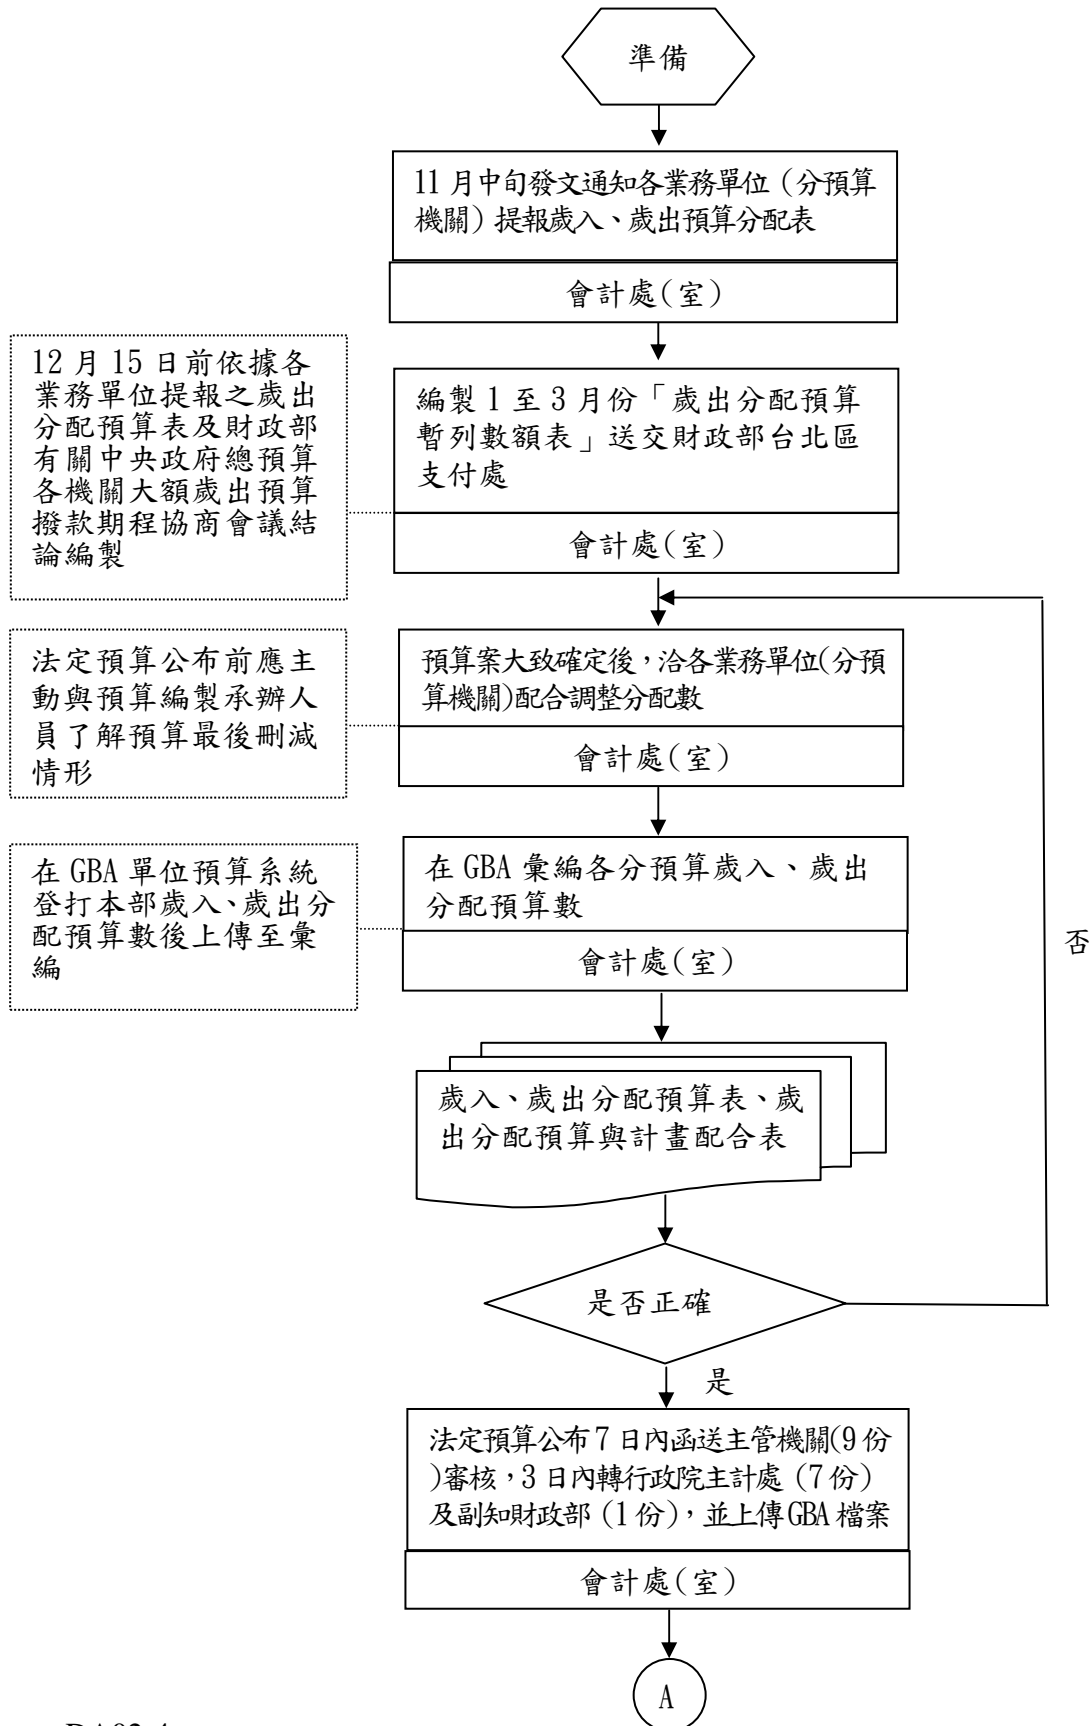 準備
11 月中旬發文通知各業務單位（分預算
機關）提報歲入、歲出預算分配表
會計處(室)
12 月 15 日前依據各
業務單位提報之歲出
分配預算表及財政部
有關中央政府總預算
各機關大額歲出預算
撥款期程協商會議結
論編製
編製 1 至 3 月份「歲出分配預算
暫列數額表」送交財政部台北區
支付處
會計處(室)
法定預算公布前應主
動與預算編製承辦人
員了解預算最後刪減
情形
預算案大致確定後，洽各業務單位(分預
算機關)配合調整分配數
會計處(室)
在 GBA 單位預算系統
登打本部歲入、歲出分
配預算數後上傳至彙
編
在 GBA 彙編各分預算歲入、歲出
分配預算數
會計處(室)
否
歲入、歲出分配預算表、歲
出分配預算與計畫配合表
是否正確
是
法定預算公布 7 日內函送主管機關(9 份
)審核，3 日內轉行政院主計處 (7 份)
及副知財政部 (1 份)，並上傳 GBA 檔案
會計處(室)
A